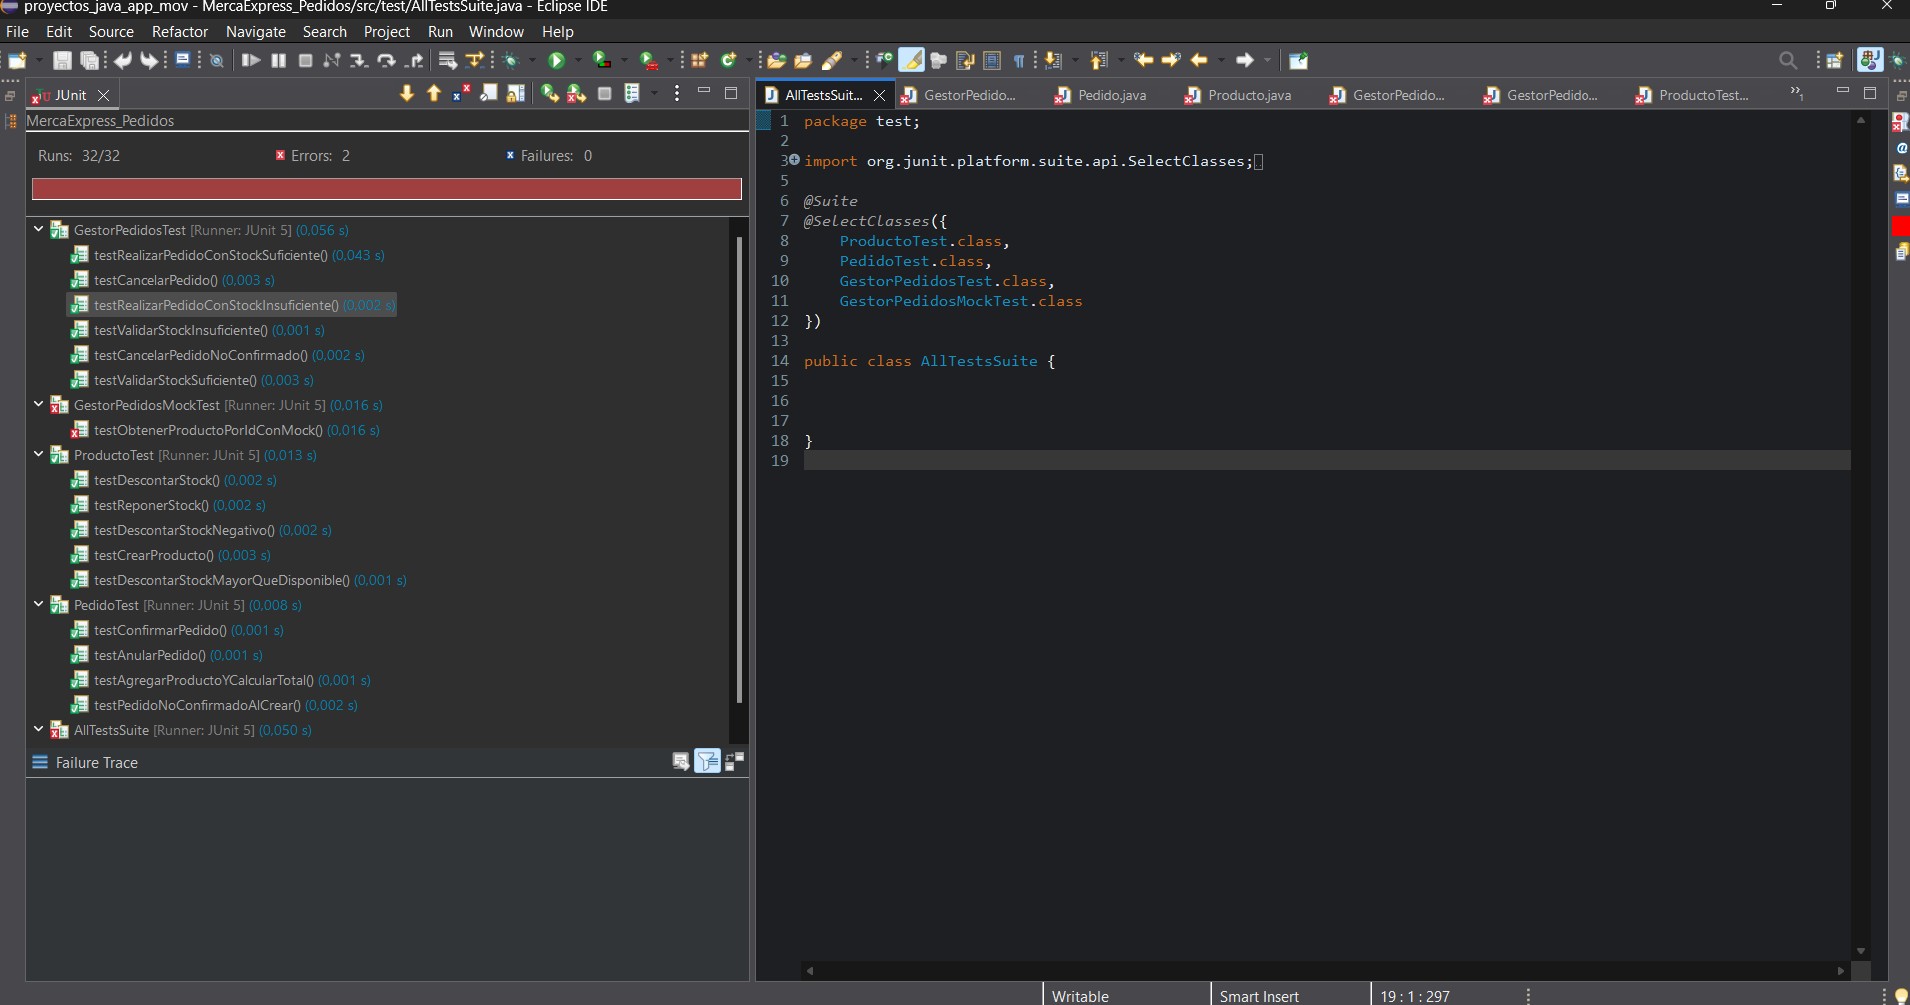 proyectos_java_app_mov - MercaExpress_Pedidos/src/test/AllTestsSuite.java - Eclipse IDE
File Edit Source Refactor Navigate Search Project Run Window Help
JUnit
AllTestsSuit... GestorPedido... Pedido.java Producto.java GestorPedido... GestorPedido... ProductoTest... »1
MercaExpress_Pedidos
Runs: 32/32 Errors: 2 Failures: 0
GestorPedidosTest [Runner: JUnit 5] (0,056 s)
testRealizarPedidoConStockSuficiente() (0,043 s)
testCancelarPedido() (0,003 s)
testRealizarPedidoConStockInsuficiente() (0,002 s)
testValidarStockInsuficiente() (0,001 s)
testCancelarPedidoNoConfirmado() (0,002 s)
testValidarStockSuficiente() (0,003 s)
GestorPedidosMockTest [Runner: JUnit 5] (0,016 s)
testObtenerProductoPorIdConMock() (0,016 s)
ProductoTest [Runner: JUnit 5] (0,013 s)
testDescontarStock() (0,002 s)
testReponerStock() (0,002 s)
testDescontarStockNegativo() (0,002 s)
testCrearProducto() (0,003 s)
testDescontarStockMayorQueDisponible() (0,001 s)
PedidoTest [Runner: JUnit 5] (0,008 s)
testConfirmarPedido() (0,001 s)
testAnularPedido() (0,001 s)
testAgregarProductoYCalcularTotal() (0,001 s)
testPedidoNoConfirmadoAlCrear() (0,002 s)
AllTestsSuite [Runner: JUnit 5] (0,050 s)
Failure Trace
1 package test;
2
3 import org.junit.platform.suite.api.SelectClasses;
5
6 @Suite
7 @SelectClasses({
8 ProductoTest.class,
9 PedidoTest.class,
10 GestorPedidosTest.class,
11 GestorPedidosMockTest.class
12 })
13
14 public class AllTestsSuite {
15
16
17
18 }
19
Writable Smart Insert 19 : 1 : 297